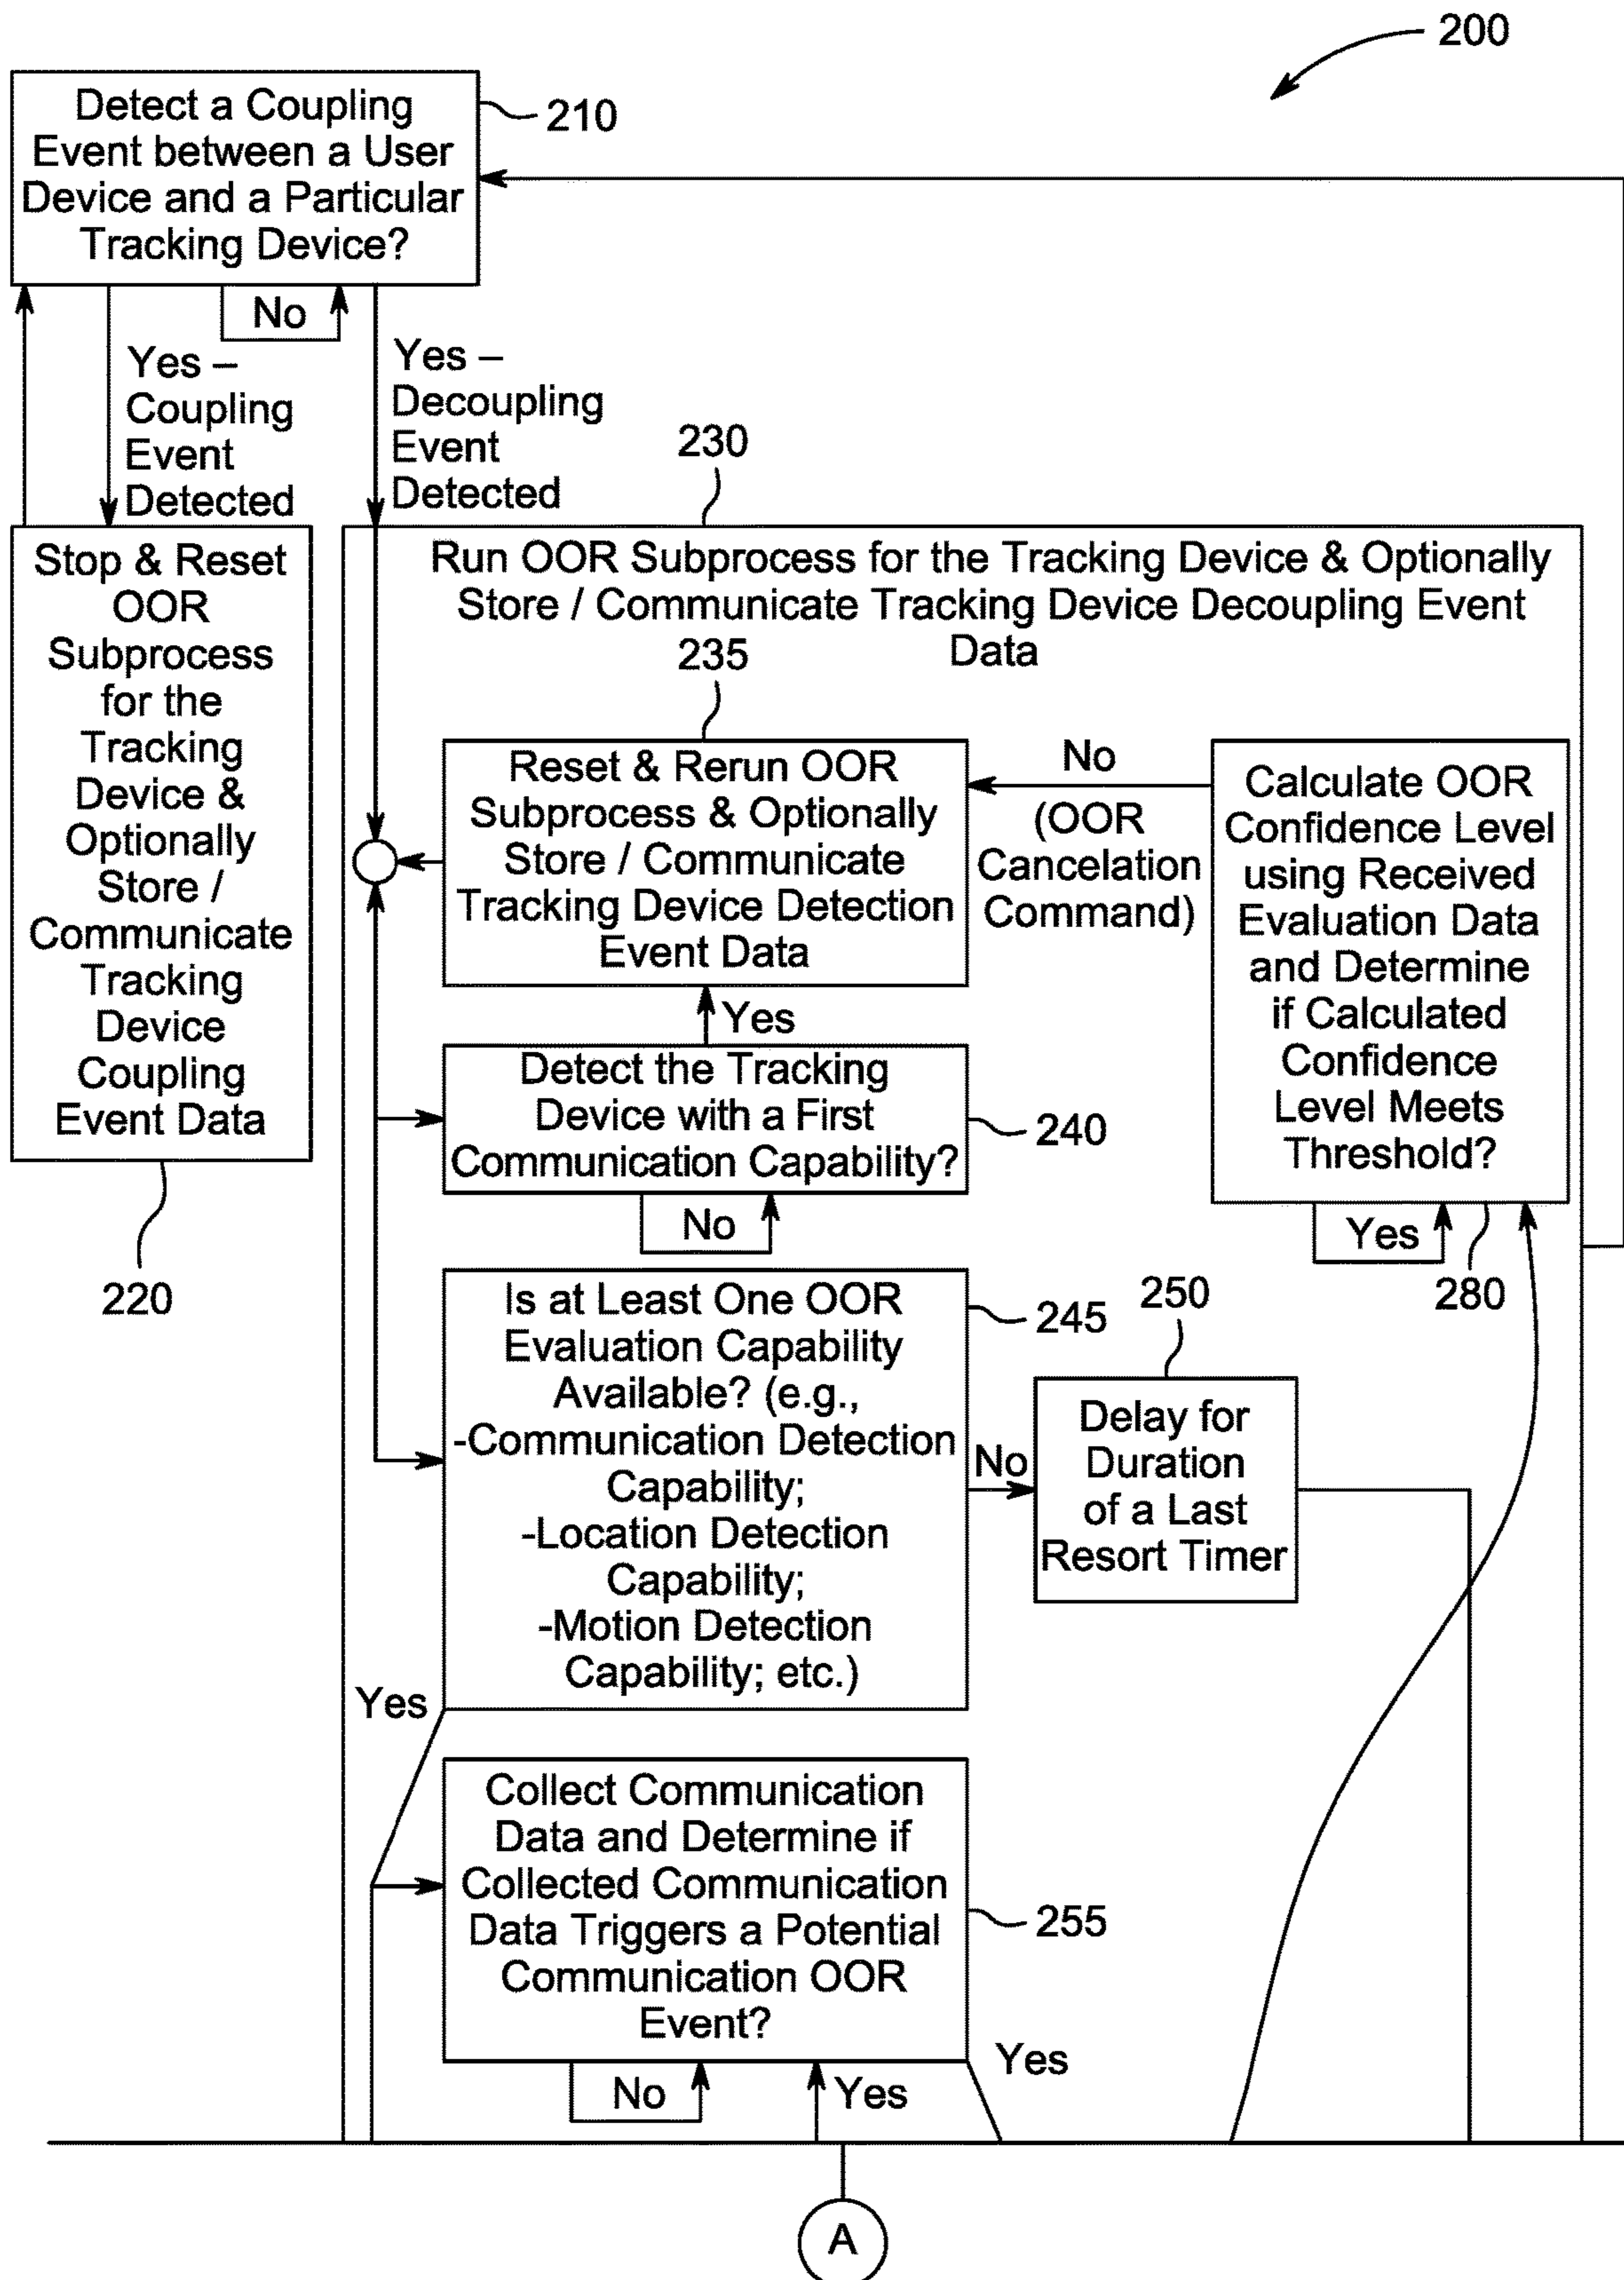 200
Detect a Coupling
Event between a User
Device and a Particular
Tracking Device?
210
No
Yes –
Coupling
Event
Detected
Yes –
Decoupling
Event
Detected
230
Stop & Reset
OOR
Subprocess
for the
Tracking
Device &
Optionally
Store /
Communicate
Tracking
Device
Coupling
Event Data
220
Run OOR Subprocess for the Tracking Device & Optionally
Store / Communicate Tracking Device Decoupling Event
Data
235
Reset & Rerun OOR
Subprocess & Optionally
Store / Communicate
Tracking Device Detection
Event Data
No
(OOR
Cancelation
Command)
Calculate OOR
Confidence Level
using Received
Evaluation Data
and Determine
if Calculated
Confidence
Level Meets
Threshold?
Yes
280
Yes
Detect the Tracking
Device with a First
Communication Capability?
240
No
Is at Least One OOR
Evaluation Capability
Available? (e.g.,
-Communication Detection
Capability;
-Location Detection
Capability;
-Motion Detection
Capability; etc.)
245
No
250
Delay for
Duration
of a Last
Resort Timer
Yes
Collect Communication
Data and Determine if
Collected Communication
Data Triggers a Potential
Communication OOR
Event?
255
No
Yes
Yes
A